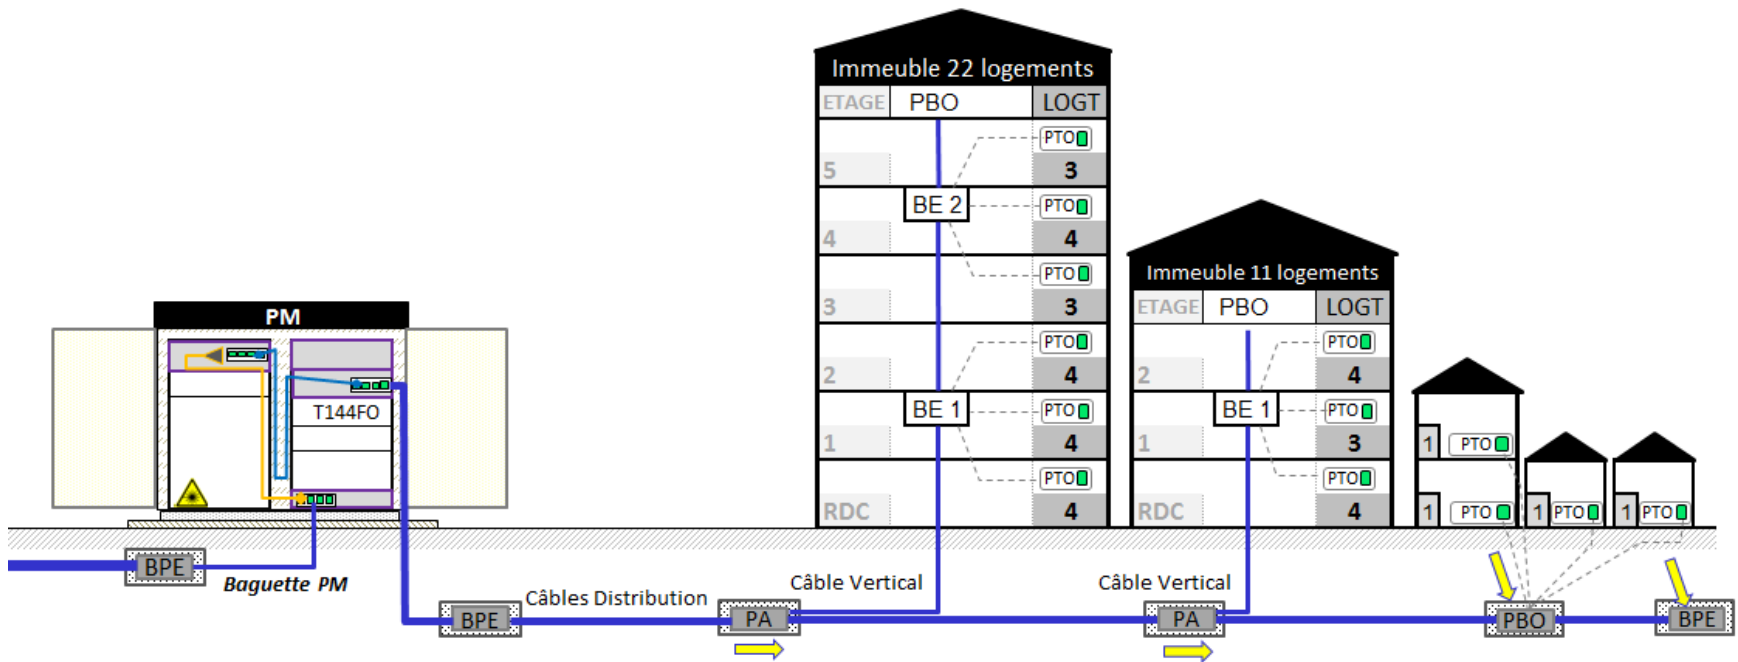 Immeuble 22 logements
ETAGE PBO LOGT
PTO
5 3
BE 2 PTO
4 4
PTO
3 3
PTO
2 4
BE 1 PTO
1 4
PTO
RDC 4
Immeuble 11 logements
ETAGE PBO LOGT
PTO
2 4
BE 1 PTO
1 3
PTO
RDC 4
1 PTO
1 PTO
1 PTO
1 PTO
PM
T144FO
BPE
Baguette PM
BPE
Câbles Distribution
PA
Câble Vertical
Câble Vertical
PA
PBO
BPE